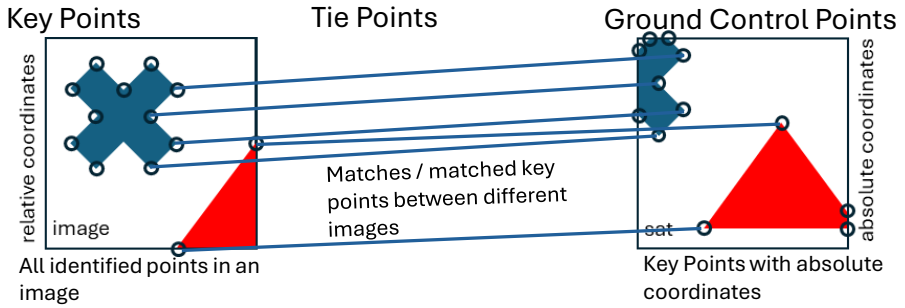 Key Points
Tie Points
Ground Control Points
relative coordinates
absolute coordinates
Matches / matched key
points between different
images
image
sat
All identified points in an
image
Key Points with absolute
coordinates